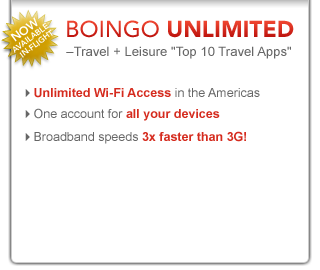 NOW
AVAILABLE
IN-FLIGHT
BOINGO UNLIMITED
–Travel + Leisure "Top 10 Travel Apps"
Unlimited Wi-Fi Access in the Americas
One account for all your devices
Broadband speeds 3x faster than 3G!